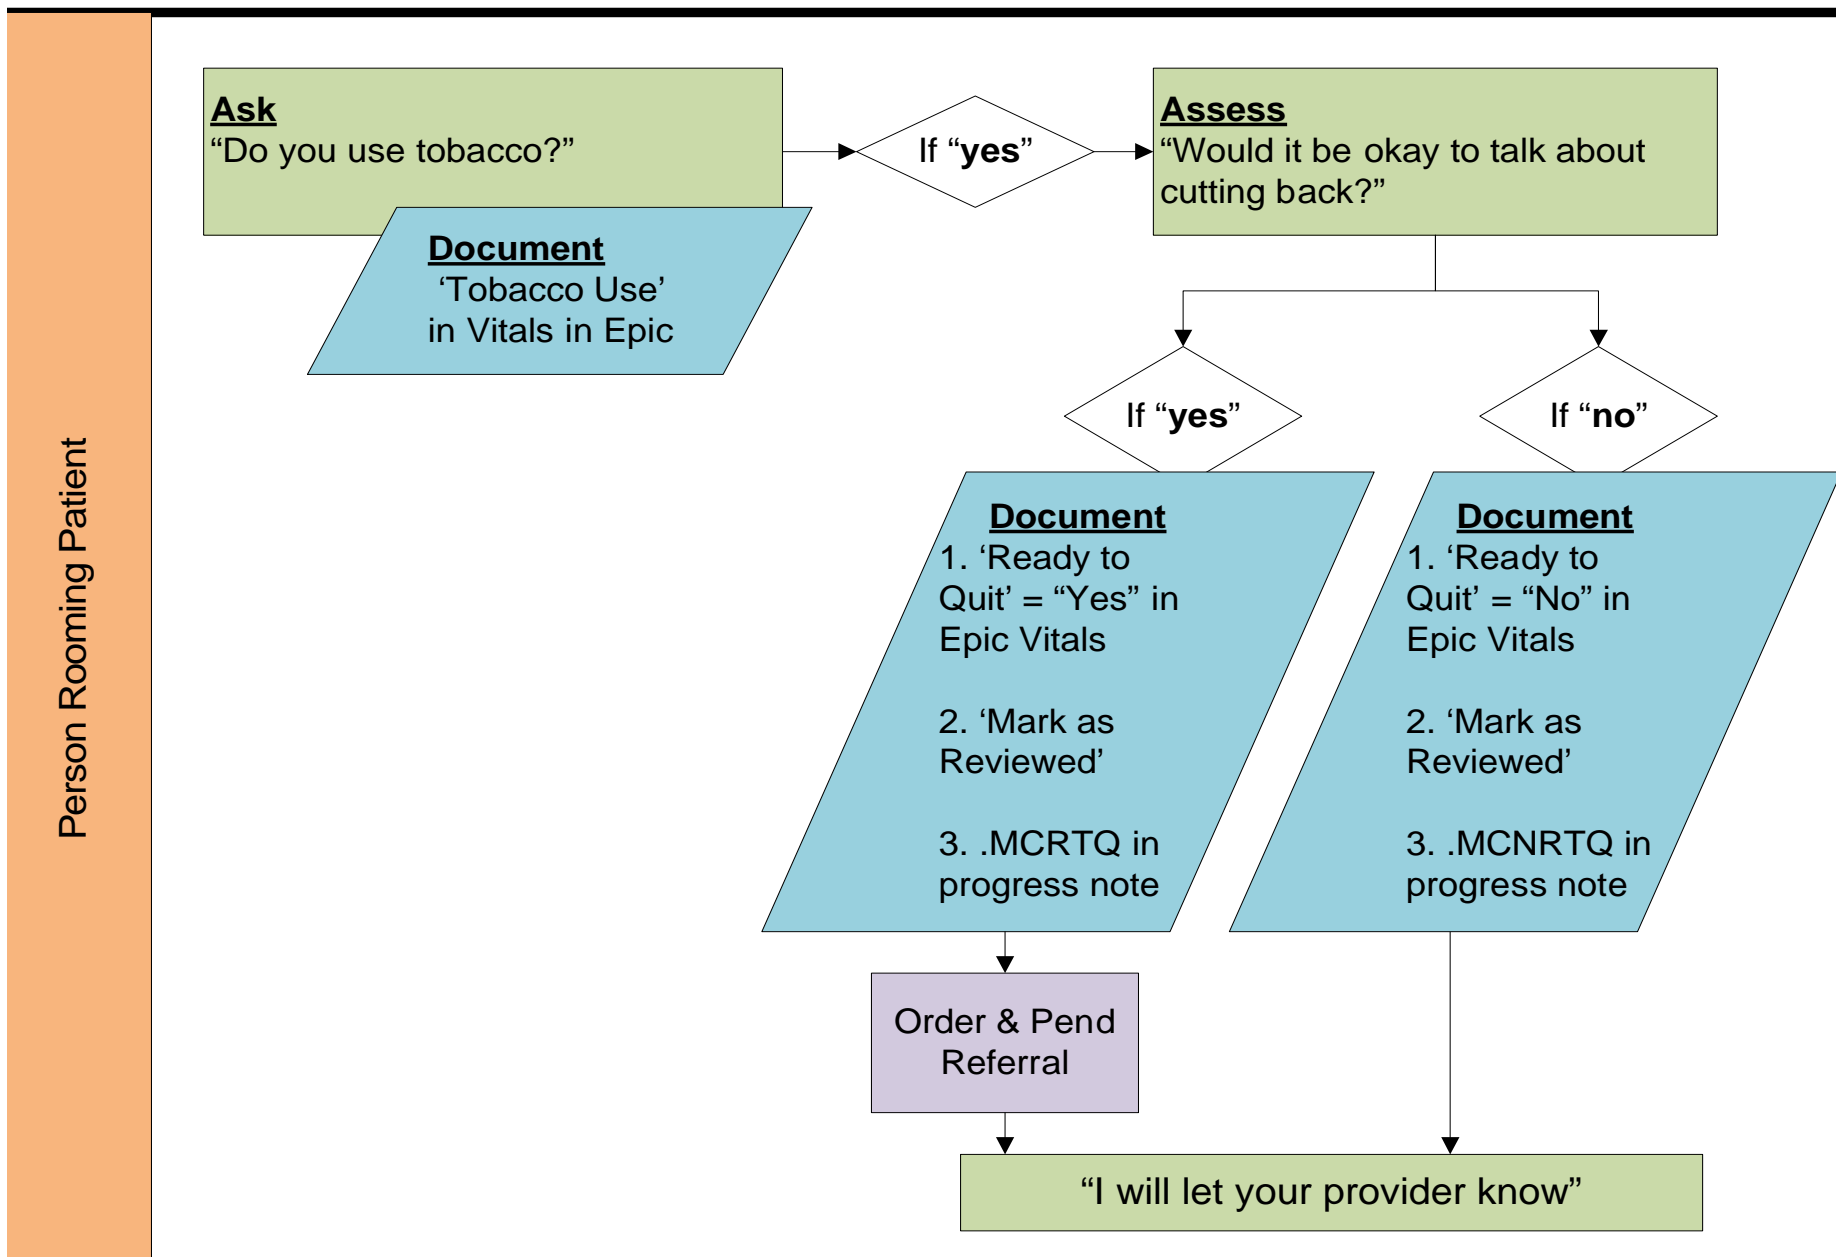 Person Rooming Patient
Ask
“Do you use tobacco?”
Document
‘Tobacco Use’
in Vitals in Epic
If “yes”
Assess
“Would it be okay to talk about
cutting back?”
If “yes”
If “no”
Document
1. ‘Ready to
Quit’ = “Yes” in
Epic Vitals
2. ‘Mark as
Reviewed’
3. .MCRTQ in
progress note
Document
1. ‘Ready to
Quit’ = “No” in
Epic Vitals
2. ‘Mark as
Reviewed’
3. .MCNRTQ in
progress note
Order & Pend
Referral
“I will let your provider know”